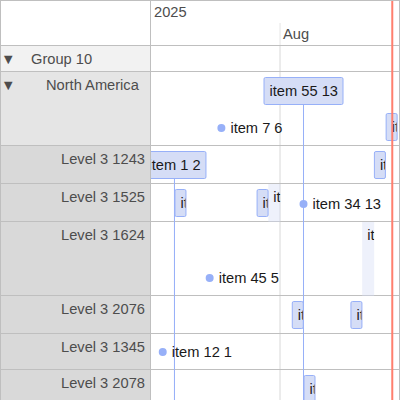 2025
Aug
▼ Group 10
▼ North America
item 55 13
item 7 6
it
Level 3 1243
tem 1 2
it
Level 3 1525
it
it
it
item 34 13
Level 3 1624
it
item 45 5
Level 3 2076
it
it
Level 3 1345
item 12 1
Level 3 2078
it